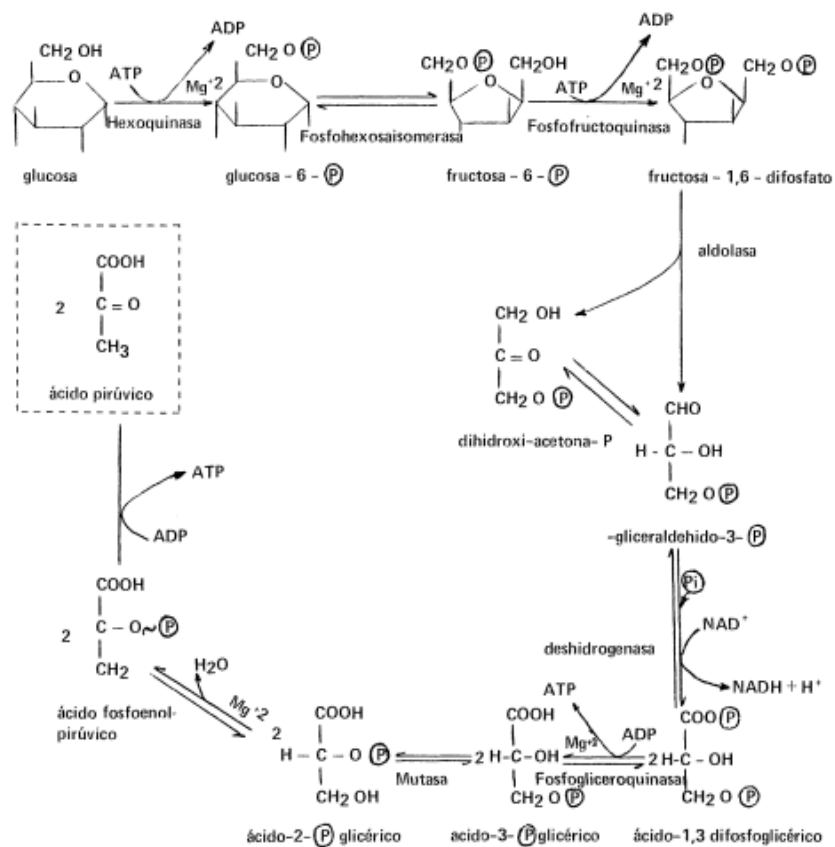 ADP
CH2 OH
ATP
Mg+2
Hexoquinasa
glucosa
CH2 O P
O
glucosa – 6 – P
Fosfohexosaisomerasa
CH2O P
CH2OH
O
fructosa – 6 – P
ADP
ATP
Mg+2
Fosfofructoquinasa
CH2O P
CH2O P
O
fructosa – 1,6 – difosfato
aldolasa
CH2 OH
C = O
CH2 O P
dihidroxi-acetona- P
CHO
H - C – OH
CH2 O P
-gliceraldehido-3- P
Pi
NAD+
deshidrogenasa
NADH + H+
COO P
2 H- C – OH
CH2 O P
ácido-1,3 difosfoglicérico
ATP
ADP
Mg+2
Fosfogliceroquinasa
COOH
2 H-C- OH
CH2O P
acido-3- P glicérico
Mutasa
COOH
2
H – C – O P
CH2 OH
ácido-2- P glicérico
H2O
Mg+2
COOH
2 C – O~ P
CH2
ácido fosfoenol-
pirúvico
ADP
ATP
COOH
2 C = O
CH3
ácido pirúvico